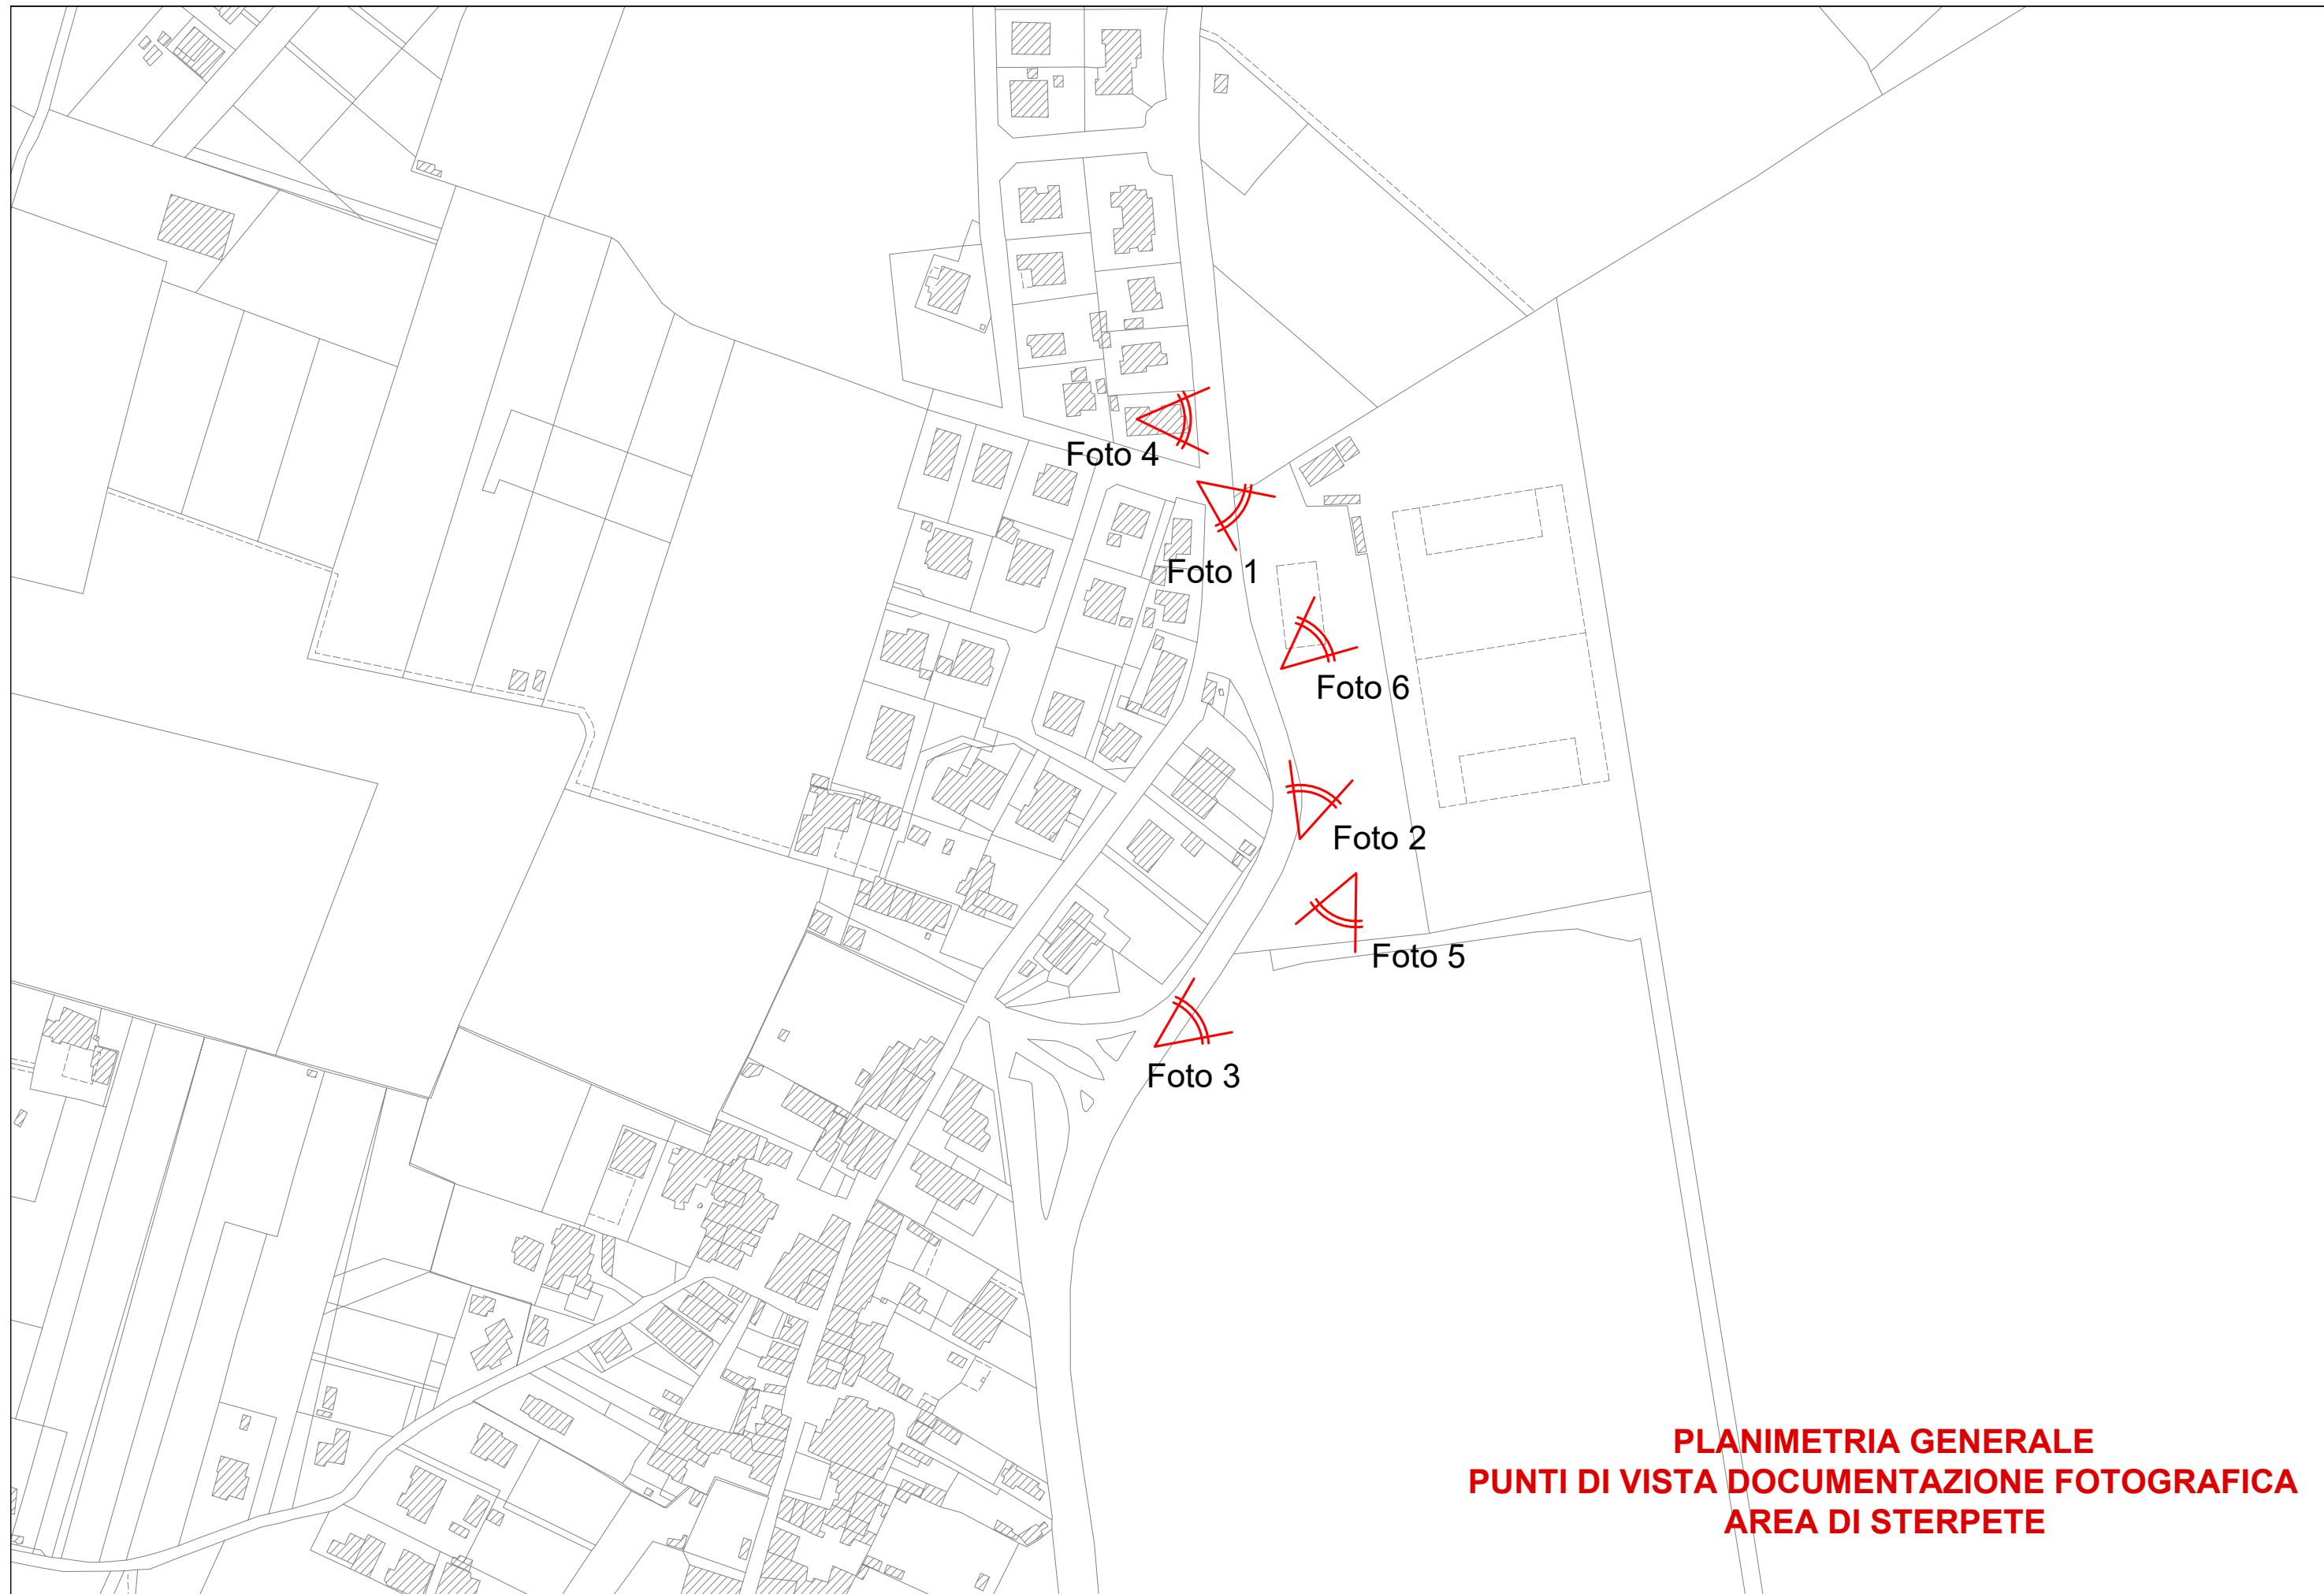 Foto 4
Foto 1
Foto 6
Foto 2
Foto 5
Foto 3
PLANIMETRIA GENERALE
PUNTI DI VISTA DOCUMENTAZIONE FOTOGRAFICA
AREA DI STERPETE